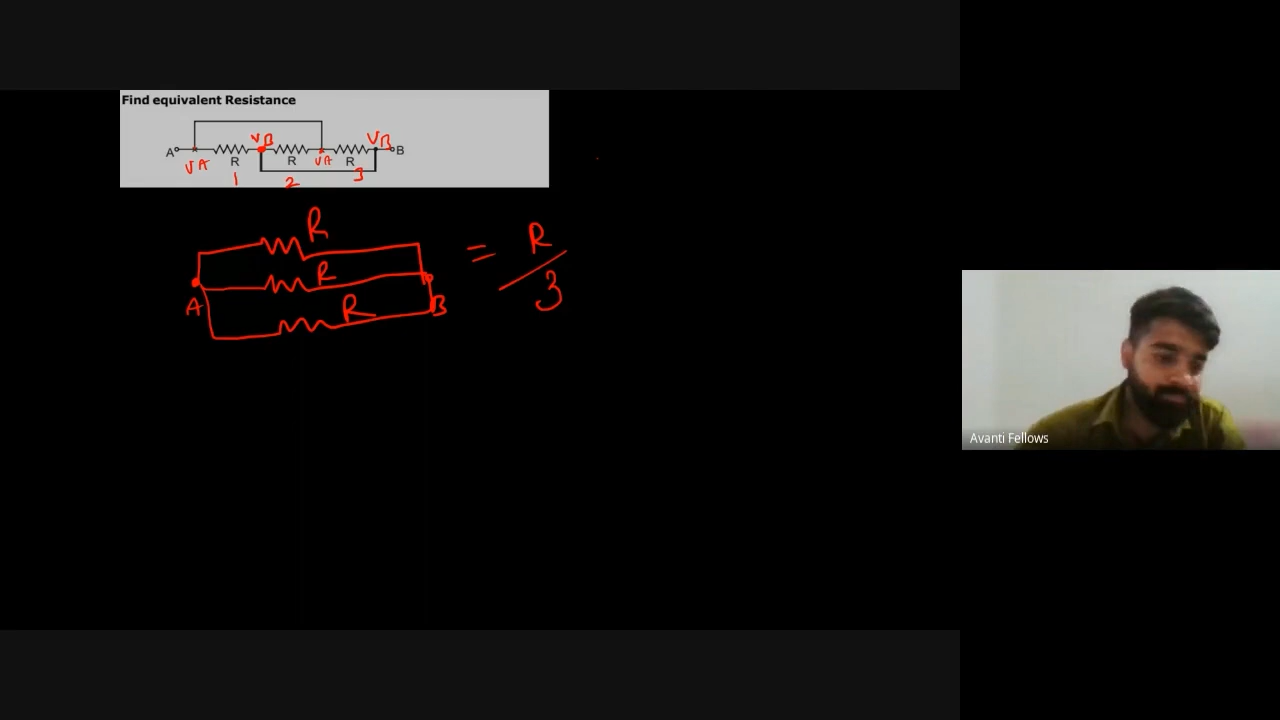 Find equivalent Resistance
VB VB
A B
VA R R VA R
1 2 3
R
R
R
A B
= R
3
Avanti Fellows